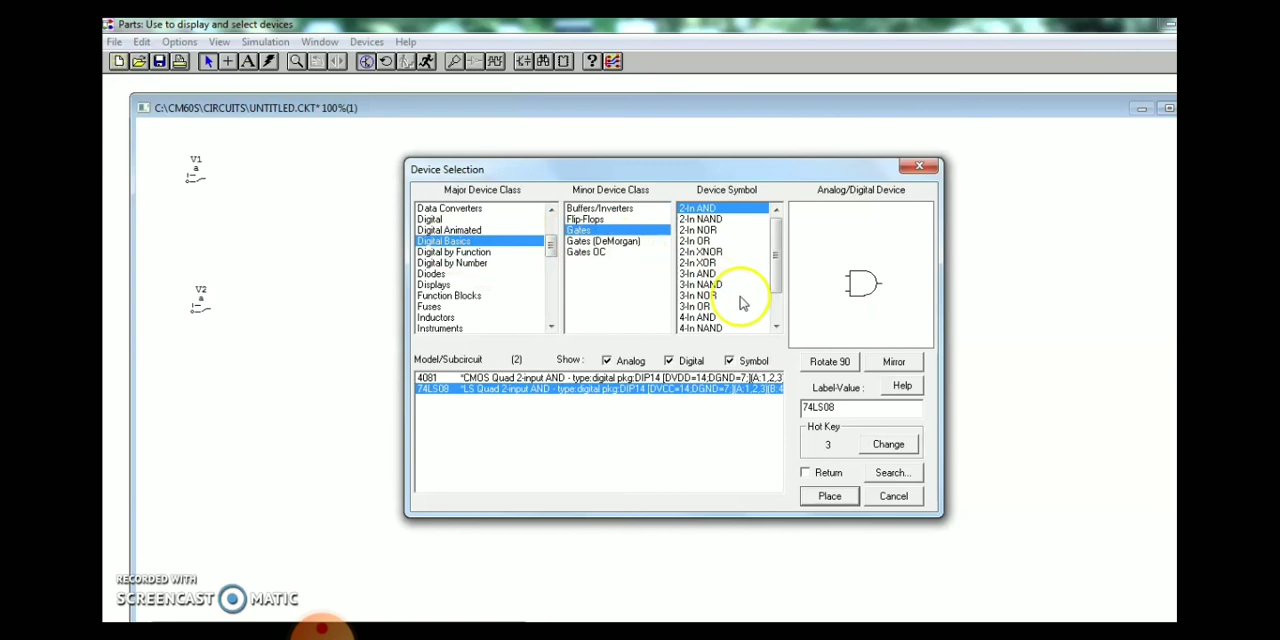 Parts: Use to display and select devices
File Edit Options View Simulation Window Devices Help
C:\CM60S\CIRCUITS\UNTITLED.CKT* 100%(1)
V1
a
V2
a
Device Selection
Major Device Class
Data Converters
Digital
Digital Animated
Digital Basics
Digital by Function
Digital by Number
Diodes
Displays
Function Blocks
Fuses
Inductors
Instruments
Minor Device Class
Buffers/Inverters
Flip-Flops
Gates
Gates (DeMorgan)
Gates OC
Device Symbol
2-In AND
2-In NAND
2-In NOR
2-In OR
2-In XNOR
2-In XOR
3-In AND
3-In NAND
3-In NOR
3-In OR
4-In AND
4-In NAND
Analog/Digital Device
Model/Subcircuit (2) Show : Analog Digital Symbol
4081 *CMOS Quad 2-input AND - type:digital pkg:DIP14 [DVDD=14;DGND=7;](A:1,2,3)
74LS08 *LS Quad 2-input AND - type:digital pkg:DIP14 [DVCC=14;DGND=7;](A:1,2,3)(B:4
Rotate 90 Mirror
Label-Value : Help
74LS08
Hot Key
3 Change
Return Search...
Place Cancel
RECORDED WITH
SCREENCAST MATIC